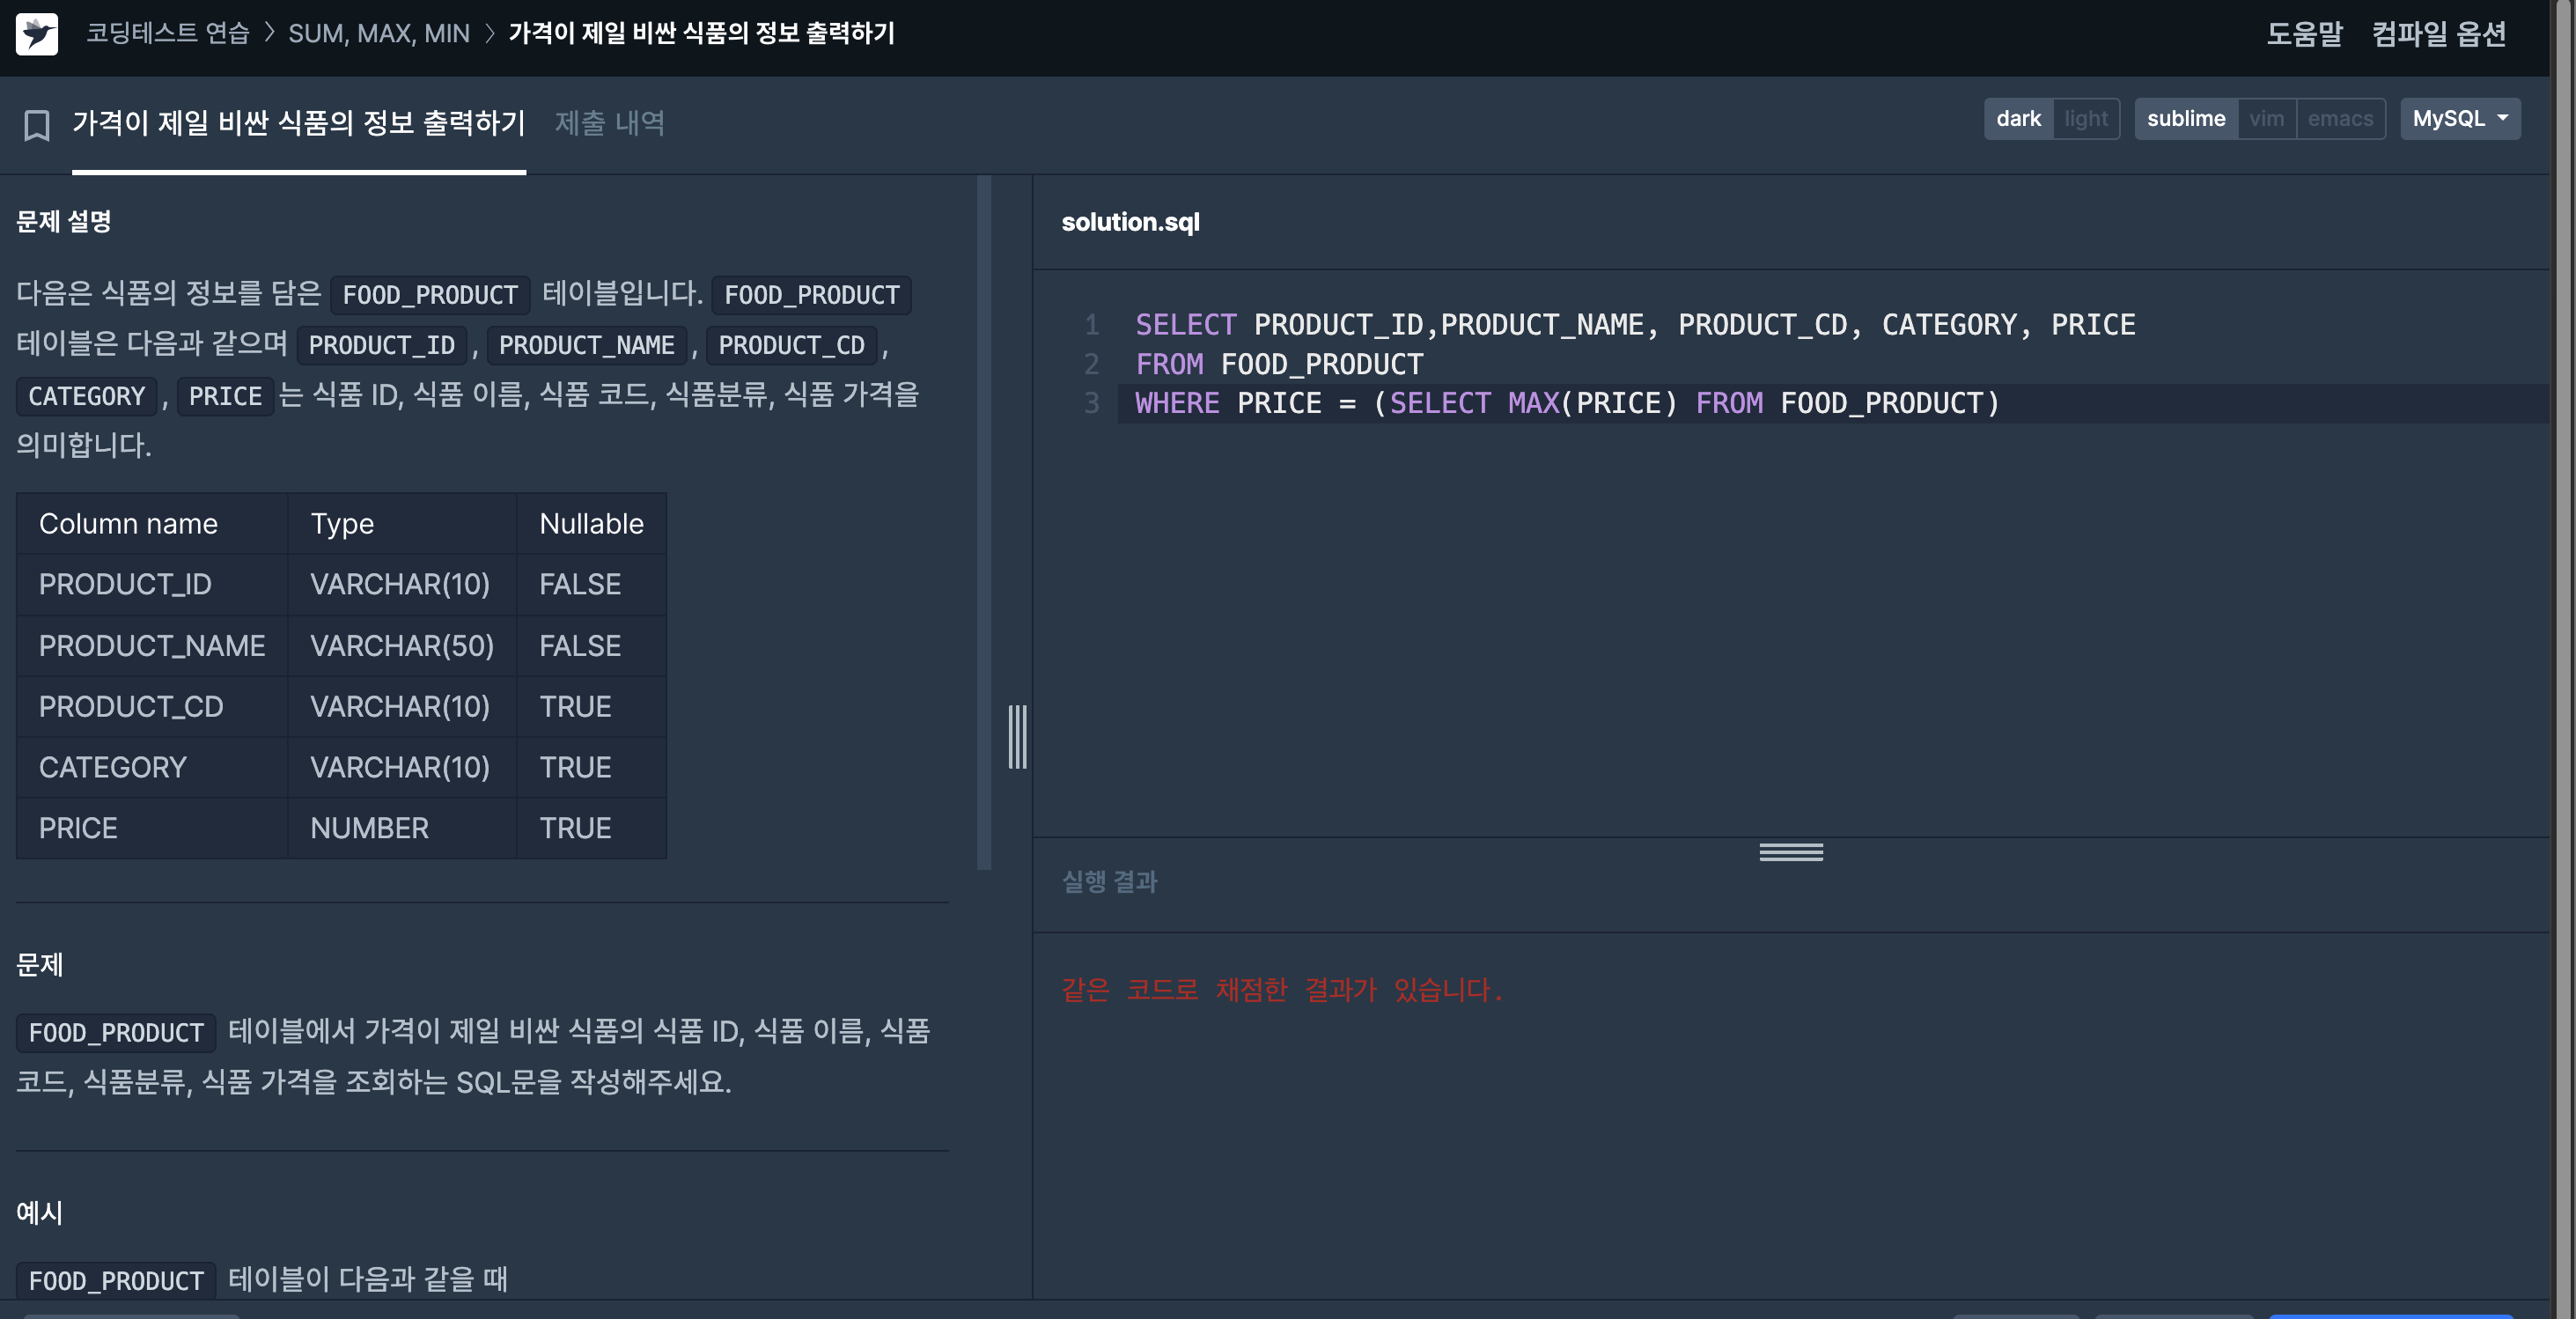 코딩테스트 연습 > SUM, MAX, MIN > 가격이 제일 비싼 식품의 정보 출력하기
도움말 컴파일 옵션
가격이 제일 비싼 식품의 정보 출력하기 제출 내역
dark light sublime vim emacs MySQL
문제 설명
다음은 식품의 정보를 담은 FOOD_PRODUCT 테이블입니다. FOOD_PRODUCT
테이블은 다음과 같으며 PRODUCT_ID , PRODUCT_NAME , PRODUCT_CD ,
CATEGORY , PRICE 는 식품 ID, 식품 이름, 식품 코드, 식품분류, 식품 가격을
의미합니다.
Column name Type Nullable
PRODUCT_ID VARCHAR(10) FALSE
PRODUCT_NAME VARCHAR(50) FALSE
PRODUCT_CD VARCHAR(10) TRUE
CATEGORY VARCHAR(10) TRUE
PRICE NUMBER TRUE
문제
FOOD_PRODUCT 테이블에서 가격이 제일 비싼 식품의 식품 ID, 식품 이름, 식품
코드, 식품분류, 식품 가격을 조회하는 SQL문을 작성해주세요.
예시
FOOD_PRODUCT 테이블이 다음과 같을 때
solution.sql
1 SELECT PRODUCT_ID,PRODUCT_NAME, PRODUCT_CD, CATEGORY, PRICE
2 FROM FOOD_PRODUCT
3 WHERE PRICE = (SELECT MAX(PRICE) FROM FOOD_PRODUCT)
실행 결과
같은 코드로 채점한 결과가 있습니다.